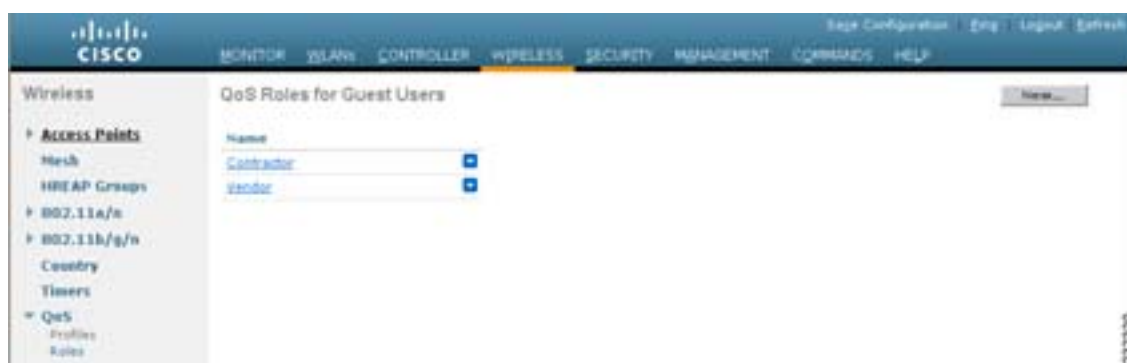 Save Configuration Ping Logout Refresh
CISCO
MONITOR WLANs CONTROLLER WIRELESS SECURITY MANAGEMENT COMMANDS HELP
Wireless
QoS Roles for Guest Users
New...
Access Points
Mesh
HREAP Groups
802.11a/n
802.11b/g/n
Country
Timers
QoS
Profiles
Roles
Name
Contractor
Vendor